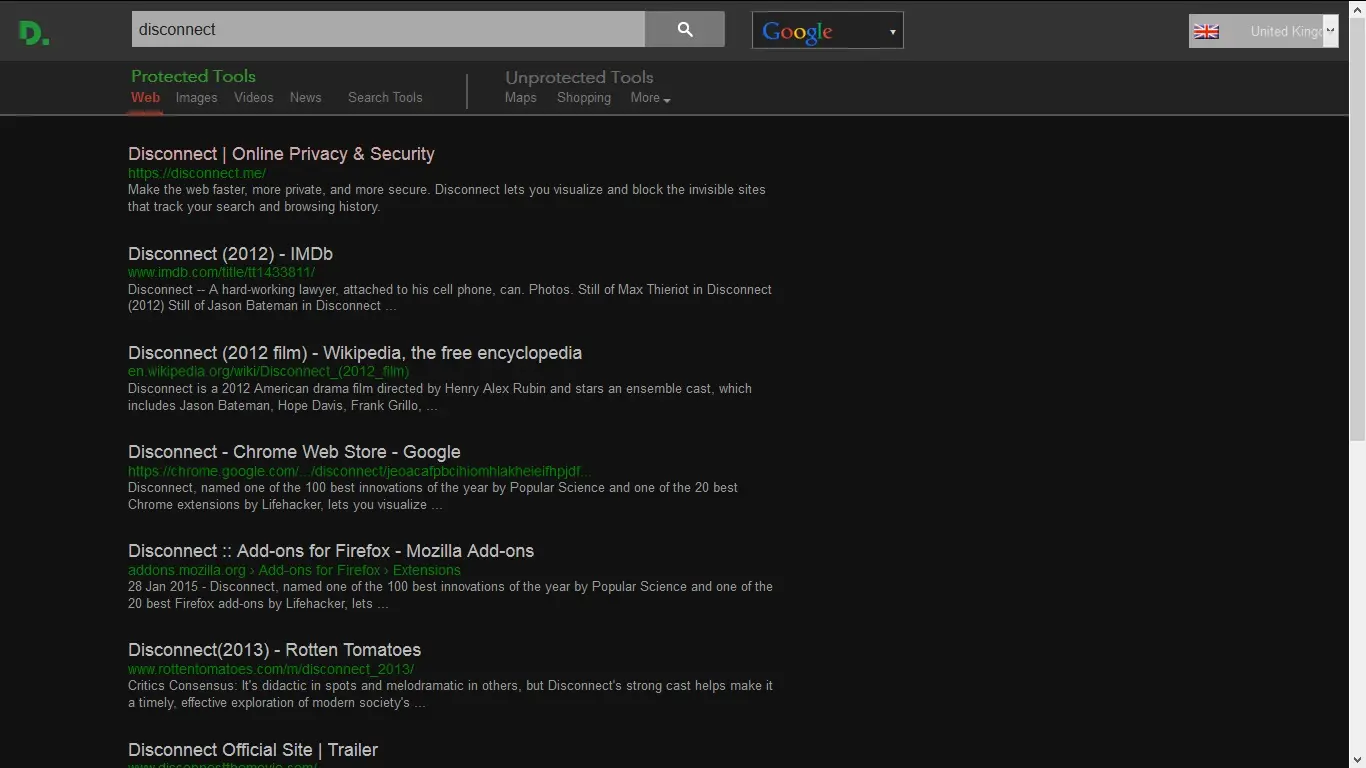 D.
disconnect
Google
United Kingd
Protected Tools
Unprotected Tools
Web Images Videos News Search Tools
Maps Shopping More
Disconnect | Online Privacy & Security
https://disconnect.me/
Make the web faster, more private, and more secure. Disconnect lets you visualize and block the invisible sites
that track your search and browsing history.
Disconnect (2012) - IMDb
www.imdb.com/title/tt1433811/
Disconnect -- A hard-working lawyer, attached to his cell phone, can. Photos. Still of Max Thieriot in Disconnect
(2012) Still of Jason Bateman in Disconnect ...
Disconnect (2012 film) - Wikipedia, the free encyclopedia
en.wikipedia.org/wiki/Disconnect_(2012_film)
Disconnect is a 2012 American drama film directed by Henry Alex Rubin and stars an ensemble cast, which
includes Jason Bateman, Hope Davis, Frank Grillo, ...
Disconnect - Chrome Web Store - Google
https://chrome.google.com/.../disconnect/jeoacafpbcihiomhlakheieifhpjdf...
Disconnect, named one of the 100 best innovations of the year by Popular Science and one of the 20 best
Chrome extensions by Lifehacker, lets you visualize ...
Disconnect :: Add-ons for Firefox - Mozilla Add-ons
addons.mozilla.org › Add-ons for Firefox › Extensions
28 Jan 2015 - Disconnect, named one of the 100 best innovations of the year by Popular Science and one of the
20 best Firefox add-ons by Lifehacker, lets ...
Disconnect(2013) - Rotten Tomatoes
www.rottentomatoes.com/m/disconnect_2013/
Critics Consensus: It's didactic in spots and melodramatic in others, but Disconnect's strong cast helps make it
a timely, effective exploration of modern society's ...
Disconnect Official Site | Trailer
www.disconnectthemovie.com/